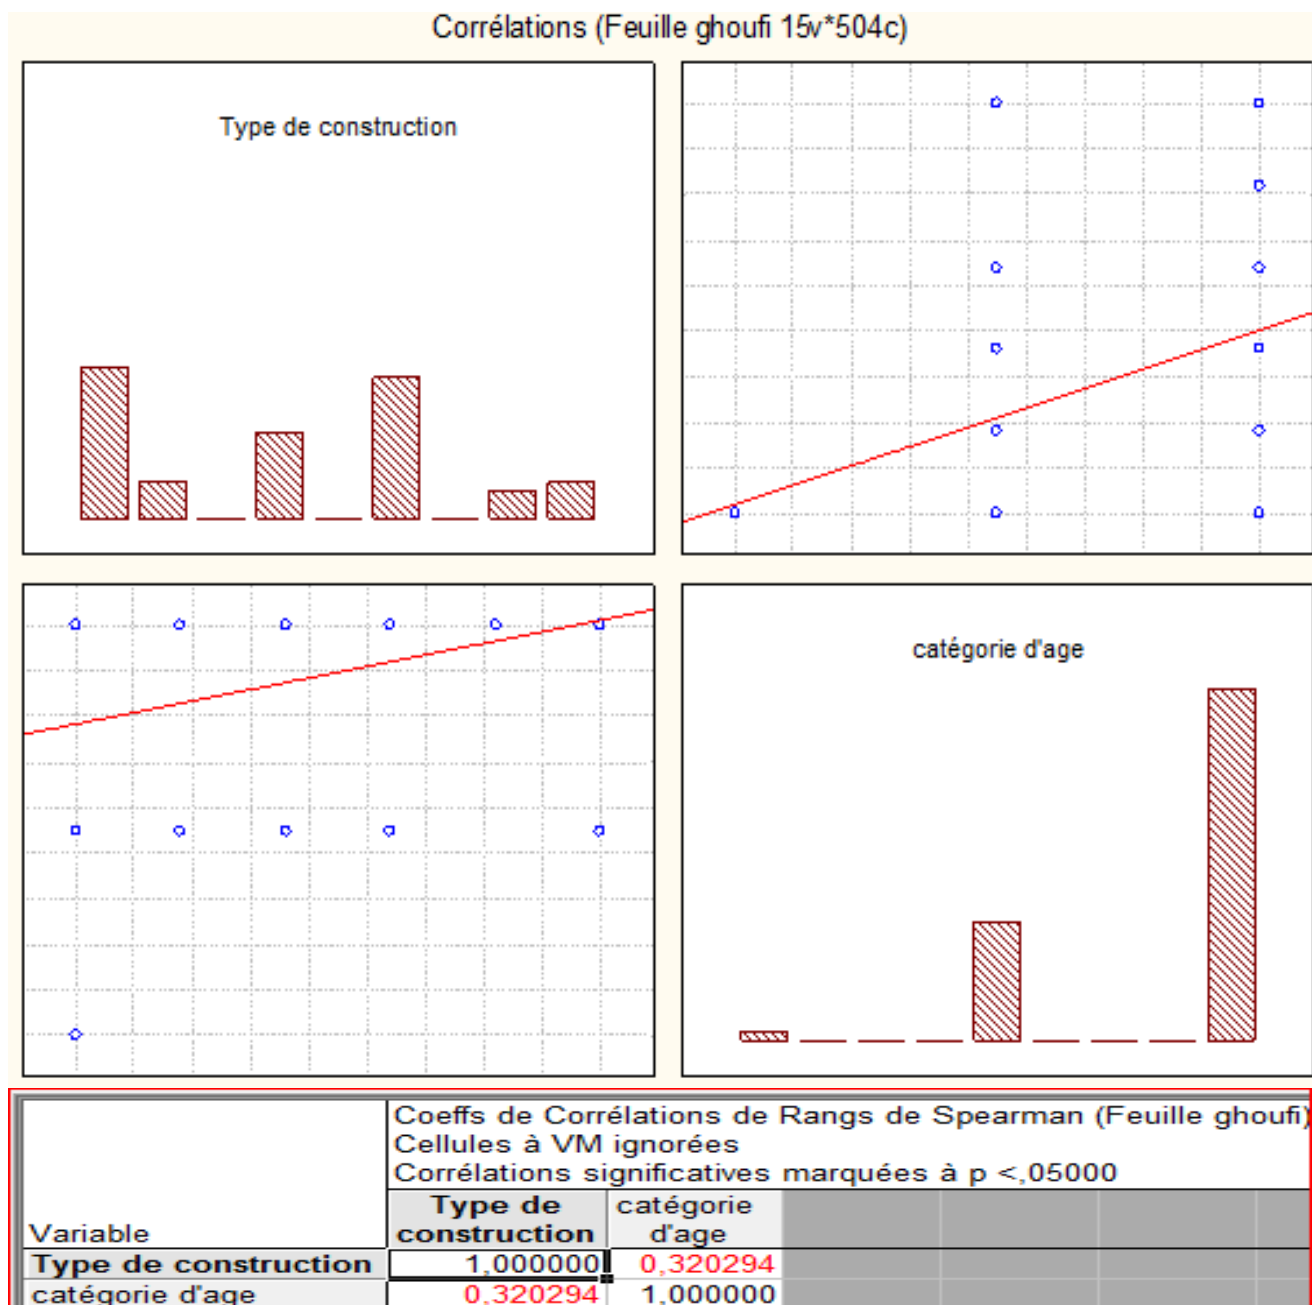 Corrélations (Feuille ghoufi 15v*504c)
Type de construction
catégorie d'age
Coeffs de Corrélations de Rangs de Spearman (Feuille ghoufi)
Cellules à VM ignorées
Corrélations significatives marquées à p <,05000
Variable Type de construction catégorie d'age
Type de construction 1,000000 0,320294
catégorie d'age 0,320294 1,000000